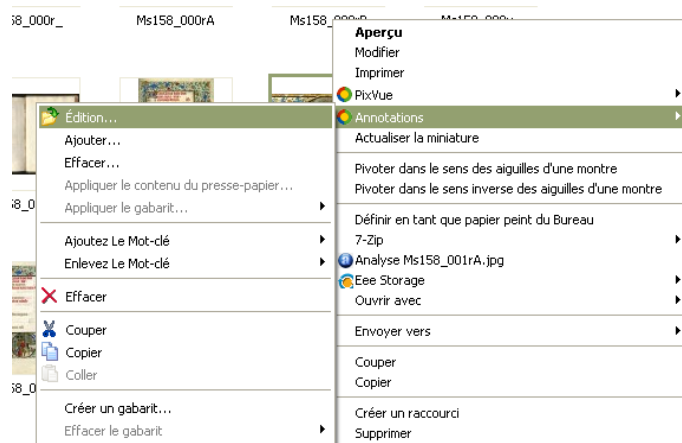 58_000r_
Ms158_000rA
Aperçu
Modifier
Imprimer
PixVue
Annotations
Actualiser la miniature
Pivoter dans le sens des aiguilles d'une montre
Pivoter dans le sens inverse des aiguilles d'une montre
Définir en tant que papier peint du Bureau
7-Zip
Analyse Ms158_001rA.jpg
Eee Storage
Ouvrir avec
Envoyer vers
Couper
Copier
Créer un raccourci
Supprimer
Édition...
Ajouter...
Effacer...
Appliquer le contenu du presse-papier...
Appliquer le gabarit...
Ajoutez Le Mot-clé
Enlevez Le Mot-clé
Effacer
Couper
Copier
Coller
Créer un gabarit...
Effacer le gabarit